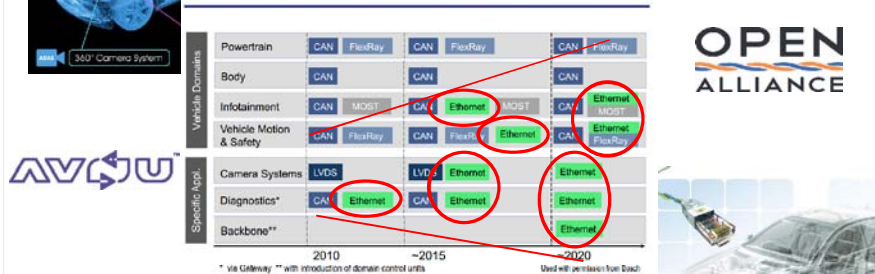 ADAS 360° Camera System
AVNU™
OPEN
ALLIANCE
Vehicle Domains
Powertrain CAN FlexRay CAN FlexRay CAN FlexRay
Body CAN CAN CAN
Infotainment CAN MOST CAN Ethernet MOST CAN Ethernet
MOST
Vehicle Motion
& Safety CAN FlexRay CAN FlexRay Ethernet CAN Ethernet
FlexRay
Specific Appl.
Camera Systems LVDS LVDS Ethernet Ethernet
Diagnostics* CAN Ethernet CAN Ethernet Ethernet
Backbone** Ethernet
2010 ~2015 ~2020
* via Gateway ** with introduction of domain control units Used with permission from Bosch